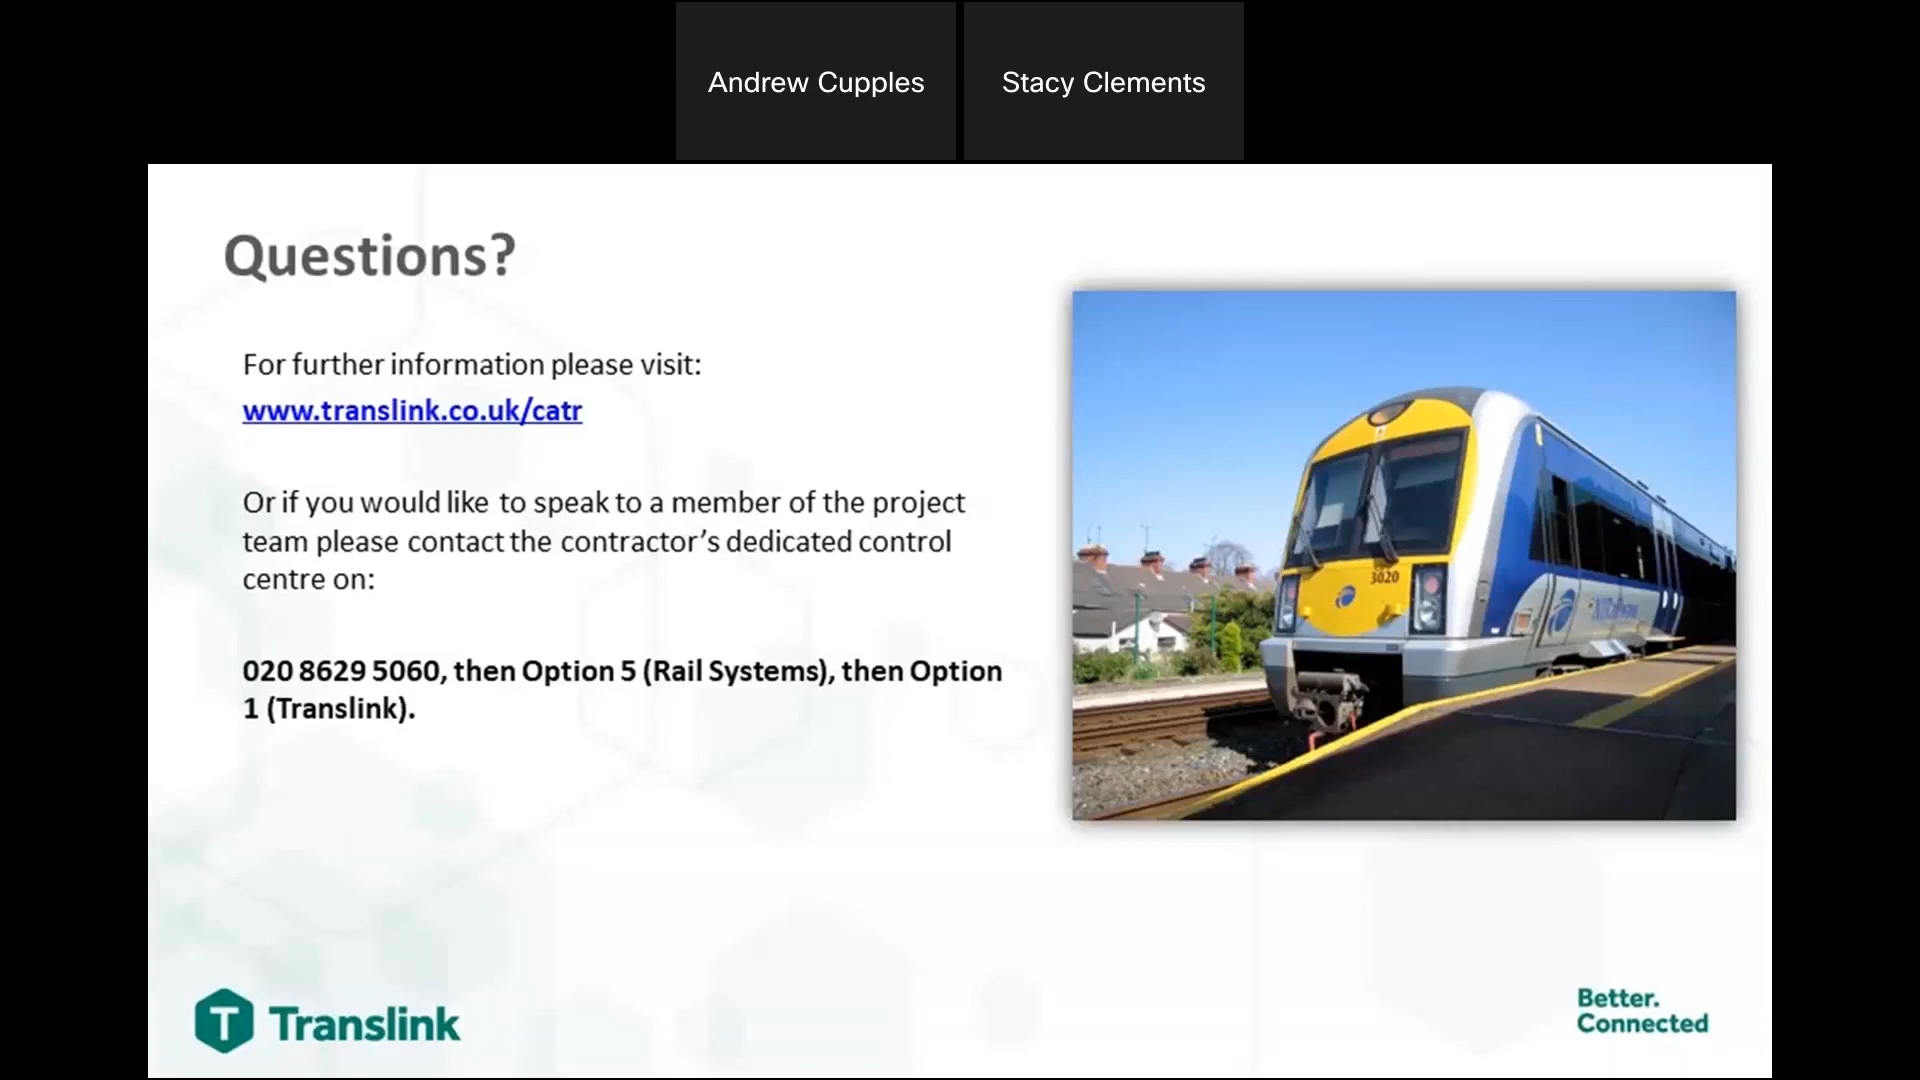 Andrew Cupples
Stacy Clements
Questions?
For further information please visit:
www.translink.co.uk/catr
Or if you would like to speak to a member of the project
team please contact the contractor’s dedicated control
centre on:
020 8629 5060, then Option 5 (Rail Systems), then Option
1 (Translink).
3020
T Translink
Better.
Connected